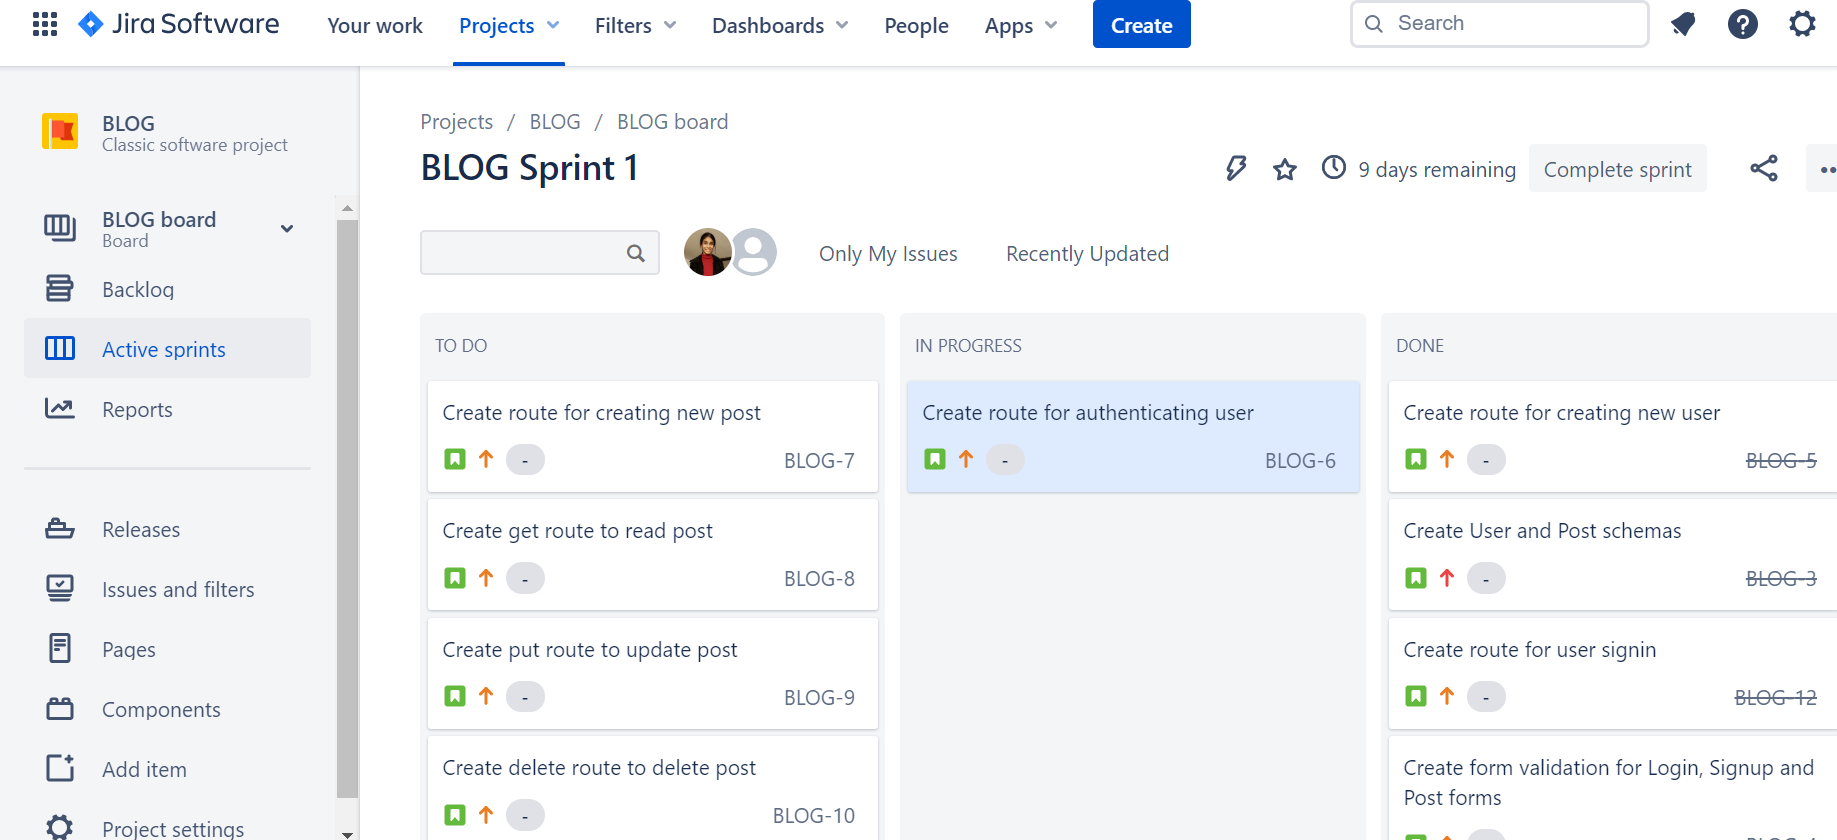 Jira Software
Your work
Projects
Filters
Dashboards
People
Apps
Create
Search
BLOG
Classic software project
BLOG board
Board
Backlog
Active sprints
Reports
Releases
Issues and filters
Pages
Components
Add item
Project settings
Projects / BLOG / BLOG board
BLOG Sprint 1
9 days remaining
Complete sprint
Only My Issues
Recently Updated
TO DO
Create route for creating new post
-
BLOG-7
Create get route to read post
-
BLOG-8
Create put route to update post
-
BLOG-9
Create delete route to delete post
-
BLOG-10
IN PROGRESS
Create route for authenticating user
-
BLOG-6
DONE
Create route for creating new user
-
BLOG-5
Create User and Post schemas
-
BLOG-3
Create route for user signin
-
BLOG-12
Create form validation for Login, Signup and
Post forms